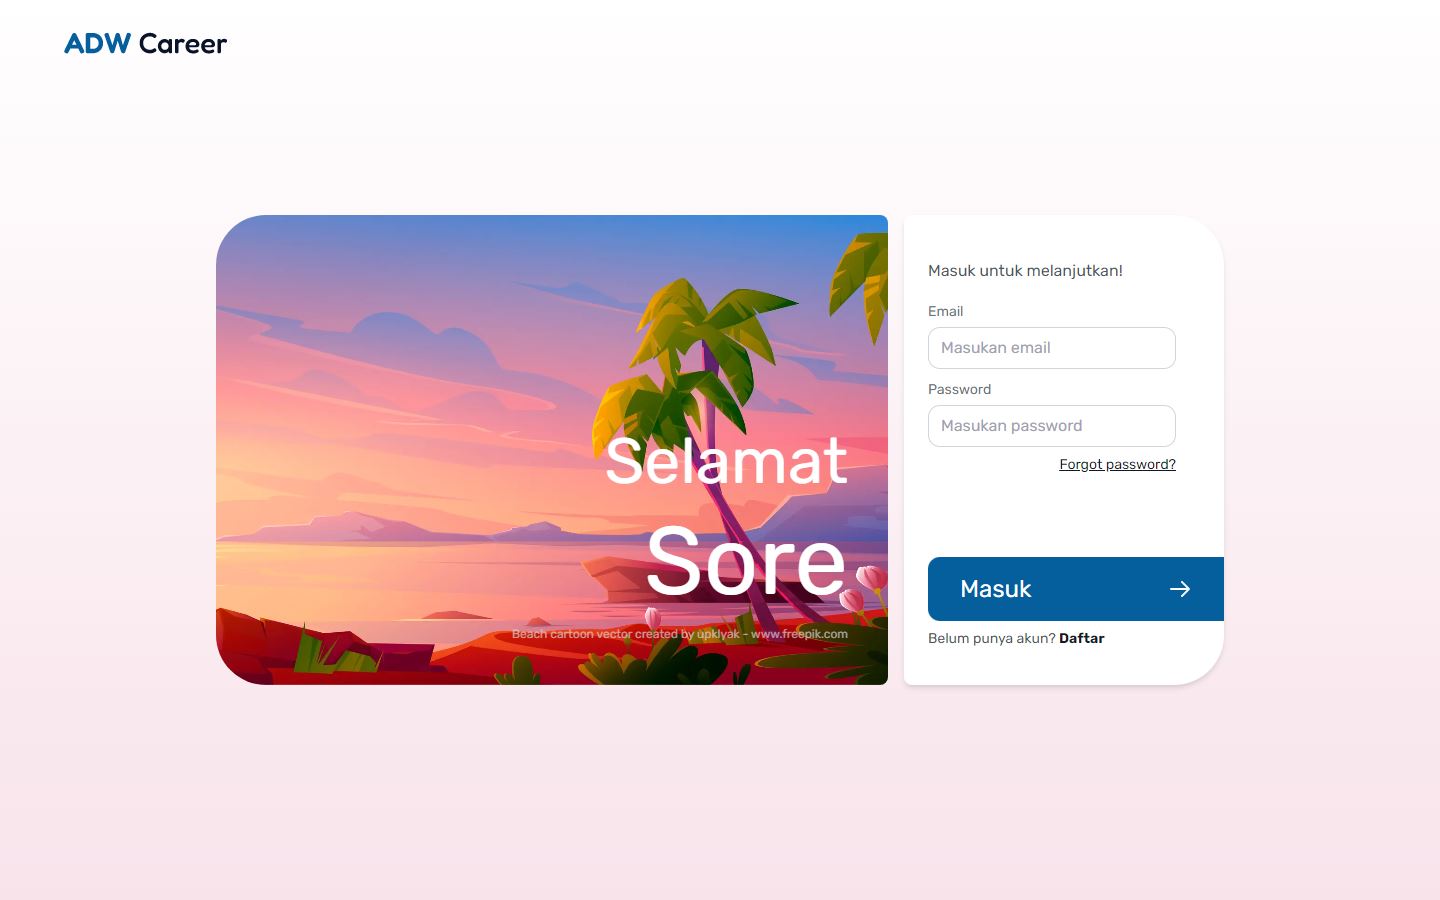 ADW Career
Selamat
Sore
Beach cartoon vector created by upklyak - www.freepik.com
Masuk untuk melanjutkan!
Email
Masukan email
Password
Masukan password
Forgot password?
Masuk
Belum punya akun? Daftar